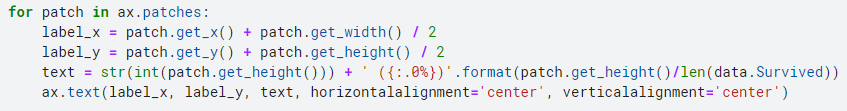 for patch in ax.patches:
    label_x = patch.get_x() + patch.get_width() / 2
    label_y = patch.get_y() + patch.get_height() / 2
    text = str(int(patch.get_height())) + ' ({:.0%})'.format(patch.get_height()/len(data.Survived))
    ax.text(label_x, label_y, text, horizontalalignment='center', verticalalignment='center')